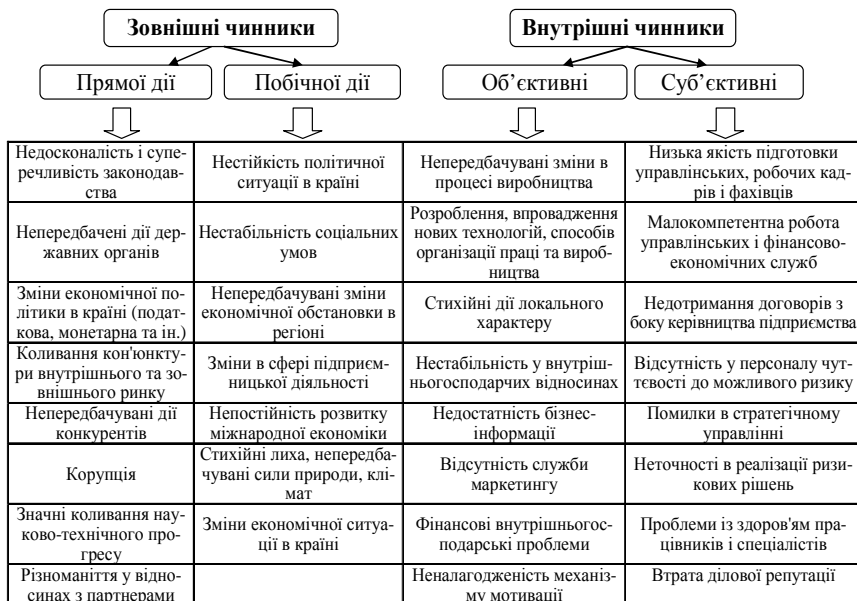 Зовнішні чинники
Внутрішні чинники
Прямої дії
Побічної дії
Об’єктивні
Суб’єктивні
Недосконалість і супе-
речливість законодав-
ства
Нестійкість політичної
ситуації в країні
Непередбачувані зміни в
процесі виробництва
Низька якість підготовки
управлінських, робочих кад-
рів і фахівців
Непередбачені дії дер-
жавних органів
Нестабільність соціальних
умов
Розроблення, впровадження
нових технологій, способів
організації праці та вироб-
ництва
Малокомпетентна робота
управлінських і фінансово-
економічних служб
Зміни економічної по-
літики в країні (подат-
кова, монетарна та ін.)
Непередбачувані зміни
економічної обстановки в
регіоні
Стихійні дії локального
характеру
Недотримання договорів з
боку керівництва підприємства
Коливання кон'юнкту-
ри внутрішнього та зо-
внішнього ринку
Зміни в сфері підприєм-
ницької діяльності
Нестабільність у внутріш-
ньогосподарчих відносинах
Відсутність у персоналу чут-
тєвості до можливого ризику
Непередбачувані дії
конкурентів
Непостійність розвитку
міжнародної економіки
Недостатність бізнес-
інформації
Помилки в стратегічному
управлінні
Корупція
Стихійні лиха, непередба-
чувані сили природи, клі-
мат
Відсутність служби
маркетингу
Неточності в реалізації ризи-
кових рішень
Значні коливання нау-
ково-технічного про-
гресу
Зміни економічної ситуа-
ції в країні
Фінансові внутрішньогос-
подарські проблеми
Проблеми із здоров'ям пра-
цівників і спеціалістів
Різноманіття у відно-
синах з партнерами
Неналагодженість механіз-
му мотивації
Втрата ділової репутації